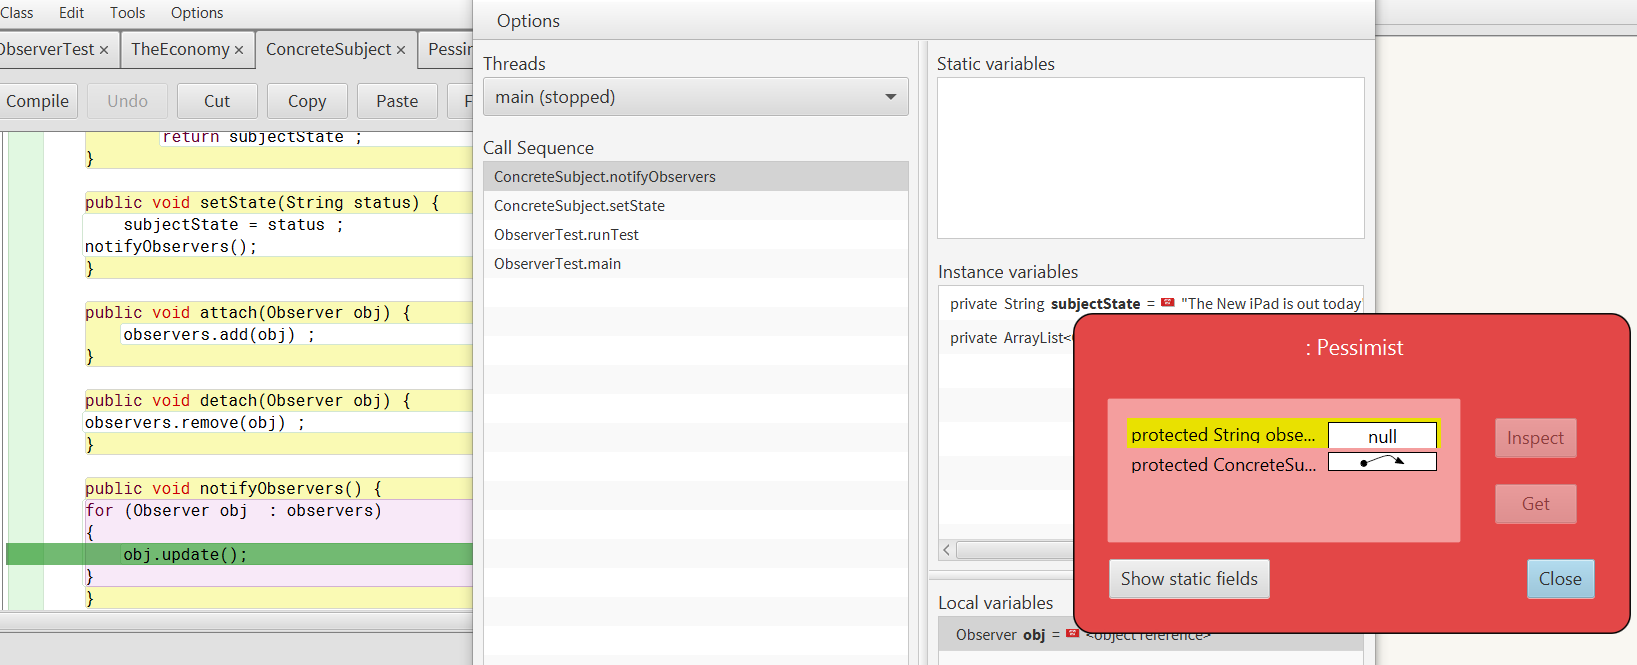 Class Edit Tools Options
ObserverTest × TheEconomy × ConcreteSubject × Pessir
Compile Undo Cut Copy Paste F
return subjectState ;
}
public void setState(String status) {
subjectState = status ;
notifyObservers();
}
public void attach(Observer obj) {
observers.add(obj) ;
}
public void detach(Observer obj) {
observers.remove(obj) ;
}
public void notifyObservers() {
for (Observer obj  : observers)
{
obj.update();
}
}
Options
Threads
main (stopped)
Call Sequence
ConcreteSubject.notifyObservers
ConcreteSubject.setState
ObserverTest.runTest
ObserverTest.main
Static variables
Instance variables
private String subjectState = "The New iPad is out today"
private ArrayList<
Local variables
Observer obj = <object reference>
: Pessimist
protected String obse... null
protected ConcreteSu...
Inspect
Get
Show static fields
Close